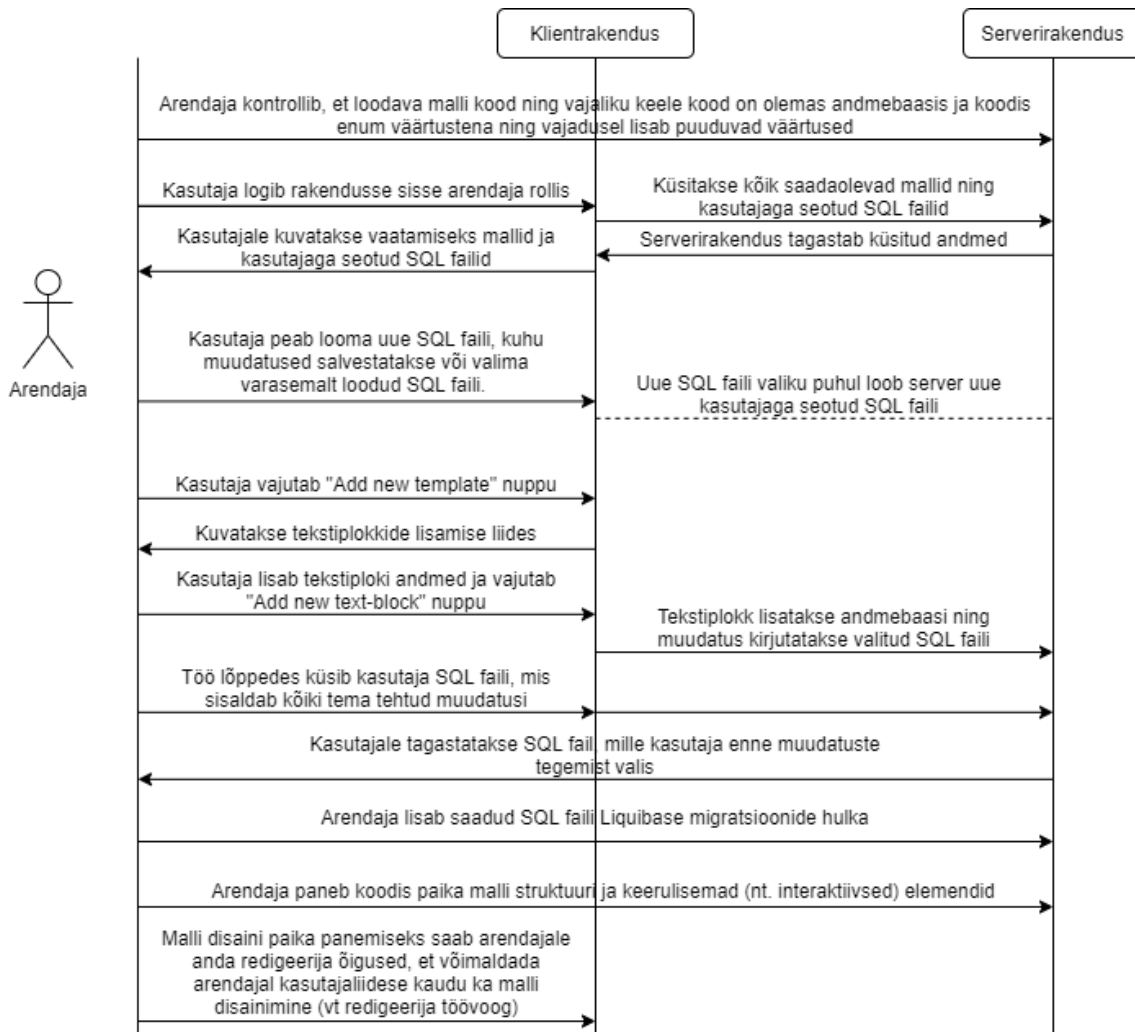 Klientrakendus
Serverirakendus
Arendaja kontrollib, et loodava malli kood ning vajaliku keele kood on olemas andmebaasis ja koodis
enum väärtustena ning vajadusel lisab puuduvad väärtused
Kasutaja logib rakendusse sisse arendaja rollis
Küsitakse kõik saadaolevad mallid ning
kasutajaga seotud SQL failid
Serverirakendus tagastab küsitud andmed
Kasutajale kuvatakse vaatamiseks mallid ja
kasutajaga seotud SQL failid
Arendaja
Kasutaja peab looma uue SQL faili, kuhu
muudatused salvestatakse või valima
varasemalt loodud SQL faili.
Uue SQL faili valiku puhul loob server uue
kasutajaga seotud SQL faili
Kasutaja vajutab "Add new template" nuppu
Kuvatakse tekstiplokkide lisamise liides
Kasutaja lisab tekstiploki andmed ja vajutab
"Add new text-block" nuppu
Tekstiplokk lisatakse andmebaasi ning
muudatus kirjutatakse valitud SQL faili
Töö lõppedes küsib kasutaja SQL faili, mis
sisaldab kõiki tema tehtud muudatusi
Kasutajale tagastatakse SQL fail, mille kasutaja enne muudatuste
tegemist valis
Arendaja lisab saadud SQL faili Liquibase migratsioonide hulka
Arendaja paneb koodis paika malli struktuuri ja keerulisemad (nt. interaktiivsed) elemendid
Malli disaini paika panemiseks saab arendajale
anda redigeerija õigused, et võimaldada
arendajal kasutajaliidese kaudu ka malli
disainimine (vt redigeerija töövoog)